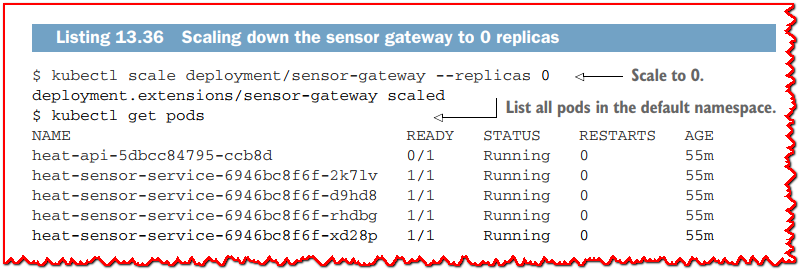 Listing 13.36 Scaling down the sensor gateway to 0 replicas
$ kubectl scale deployment/sensor-gateway --replicas 0 Scale to 0.
deployment.extensions/sensor-gateway scaled
$ kubectl get pods List all pods in the default namespace.
NAME READY STATUS RESTARTS AGE
heat-api-5dbcc84795-ccb8d 0/1 Running 0 55m
heat-sensor-service-6946bc8f6f-2k7lv 1/1 Running 0 55m
heat-sensor-service-6946bc8f6f-d9hd8 1/1 Running 0 55m
heat-sensor-service-6946bc8f6f-rhdbg 1/1 Running 0 55m
heat-sensor-service-6946bc8f6f-xd28p 1/1 Running 0 55m